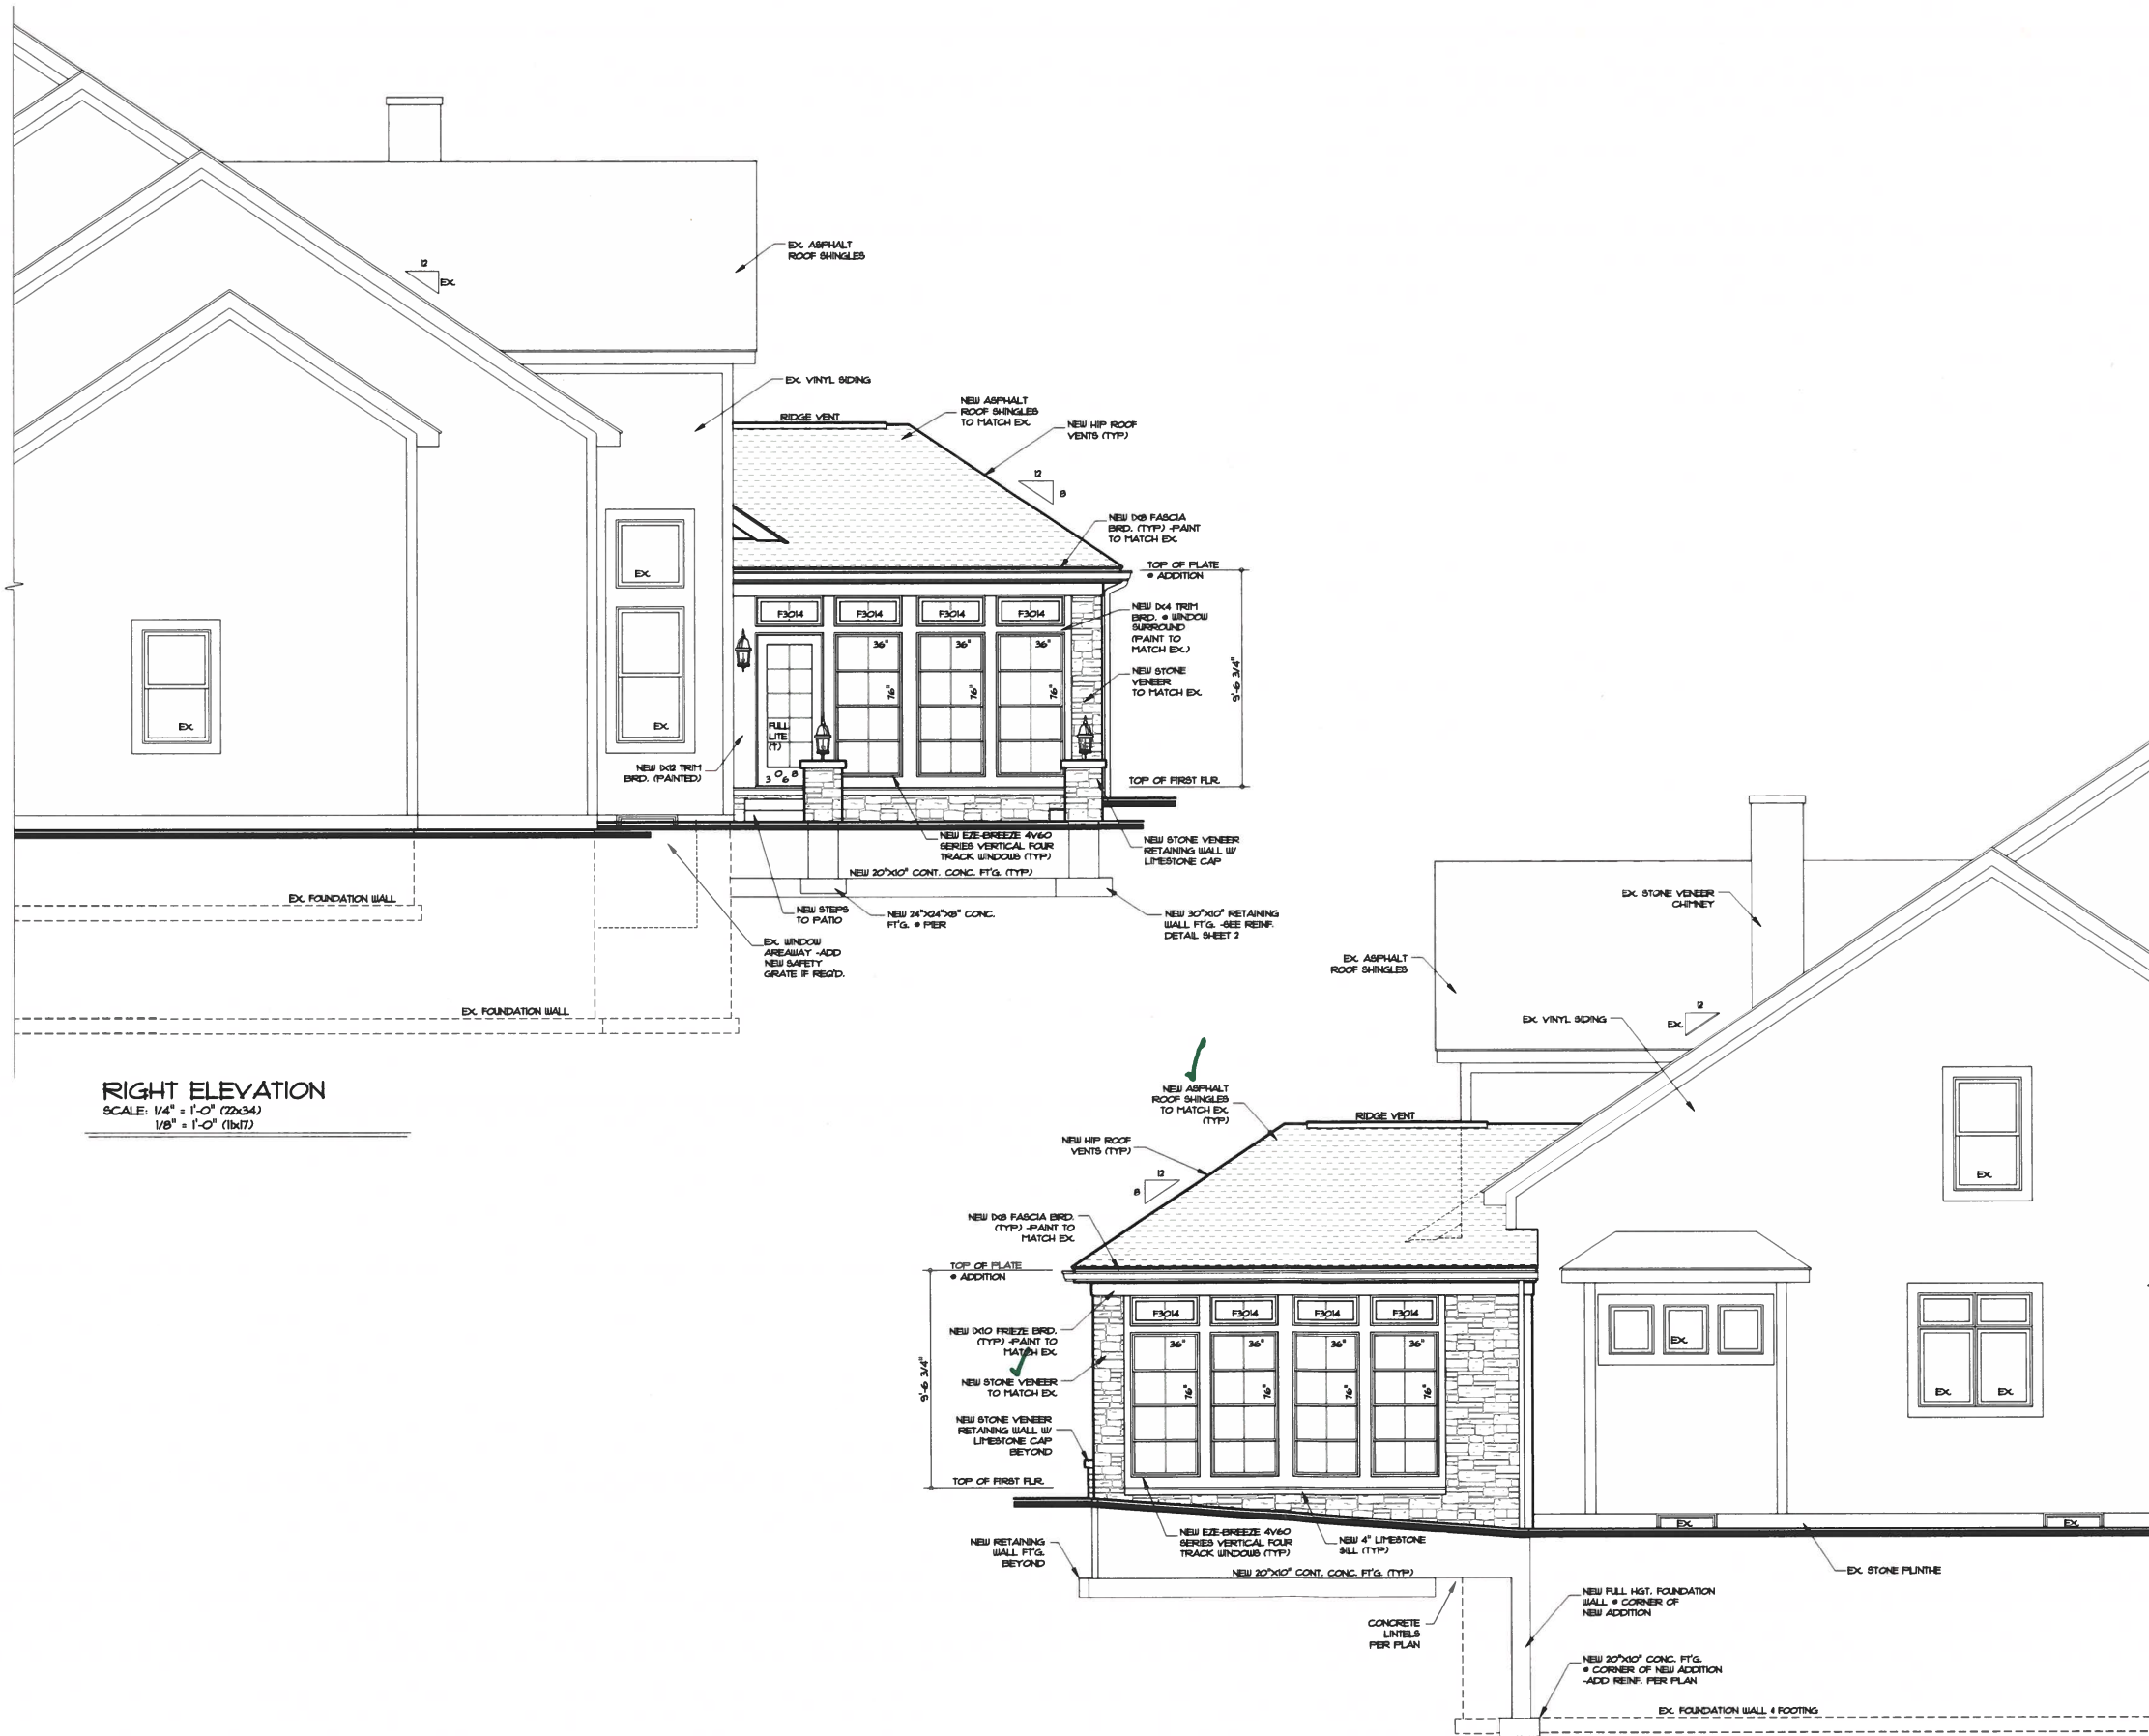 EX. ASPHALT
ROOF SHINGLES
12
EX.
EX. VINYL SIDING
RIDGE VENT
NEW ASPHALT
ROOF SHINGLES
TO MATCH EX.
NEW HIP ROOF
VENTS (TYP)
12
8
NEW 1X8 FASCIA
BRD. (TYP) -PAINT
TO MATCH EX.
TOP OF PLATE
@ ADDITION
EX.
EX.
EX.
F3014
F3014
F3014
F3014
36"
36"
36"
76"
76"
76"
FULL
LITE
(T)
3068
NEW 1X4 TRIM
BRD. @ WINDOW
SURROUND
(PAINT TO
MATCH EX.)
NEW STONE
VENEER
TO MATCH EX.
9'-6 3/4"
NEW 1X12 TRIM
BRD. (PAINTED)
TOP OF FIRST FLR.
NEW EZE-BREEZE 4V60
SERIES VERTICAL FOUR
TRACK WINDOWS (TYP)
NEW STONE VENEER
RETAINING WALL W/
LIMESTONE CAP
NEW 20"X10" CONT. CONC. FT'G. (TYP)
EX. FOUNDATION WALL
NEW STEPS
TO PATIO
NEW 24"X24"X8" CONC.
FT'G. @ PIER
NEW 30"X10" RETAINING
WALL FT'G. -SEE REINF.
DETAIL SHEET 2
EX. WINDOW
AREAWAY -ADD
NEW SAFETY
GRATE IF REQ'D.
EX. FOUNDATION WALL
RIGHT ELEVATION
SCALE: 1/4" = 1'-0" (22x34)
1/8" = 1'-0" (11x17)
EX. STONE VENEER
CHIMNEY
EX. ASPHALT
ROOF SHINGLES
12
EX.
EX. VINYL SIDING
NEW ASPHALT
ROOF SHINGLES
TO MATCH EX.
(TYP)
RIDGE VENT
NEW HIP ROOF
VENTS (TYP)
12
8
NEW 1X8 FASCIA BRD.
(TYP) -PAINT TO
MATCH EX.
TOP OF PLATE
@ ADDITION
EX.
F3014
F3014
F3014
F3014
36"
36"
36"
36"
76"
76"
76"
76"
NEW 1X10 FRIEZE BRD.
(TYP) -PAINT TO
MATCH EX.
NEW STONE VENEER
TO MATCH EX.
9'-6 3/4"
NEW STONE VENEER
RETAINING WALL W/
LIMESTONE CAP
BEYOND
TOP OF FIRST FLR.
EX.
EX.
EX.
EX.
EX.
NEW RETAINING
WALL FT'G.
BEYOND
NEW EZE-BREEZE 4V60
SERIES VERTICAL FOUR
TRACK WINDOWS (TYP)
NEW 4" LIMESTONE
SILL (TYP)
NEW 20"X10" CONT. CONC. FT'G. (TYP)
EX. STONE PLINTHE
CONCRETE
LINTELS
PER PLAN
NEW FULL HGT. FOUNDATION
WALL @ CORNER OF
NEW ADDITION
NEW 20"X10" CONC. FT'G.
@ CORNER OF NEW ADDITION
-ADD REINF. PER PLAN
EX. FOUNDATION WALL & FOOTING